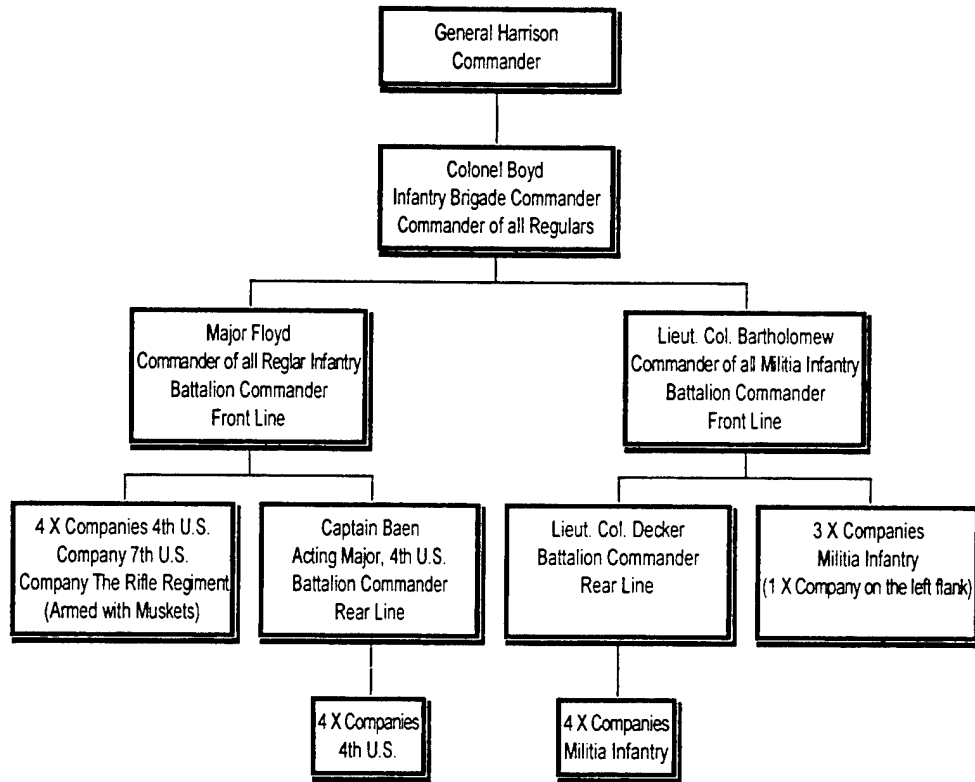 General Harrison
Commander
Colonel Boyd
Infantry Brigade Commander
Commander of all Regulars
Major Floyd
Commander of all Reglar Infantry
Battalion Commander
Front Line
Lieut. Col. Bartholomew
Commander of all Militia Infantry
Battalion Commander
Front Line
4 X Companies 4th U.S.
Company 7th U.S.
Company The Rifle Regiment
(Armed with Muskets)
Captain Baen
Acting Major, 4th U.S.
Battalion Commander
Rear Line
Lieut. Col. Decker
Battalion Commander
Rear Line
3 X Companies
Militia Infantry
(1 X Company on the left flank)
4 X Companies
4th U.S.
4 X Companies
Militia Infantry